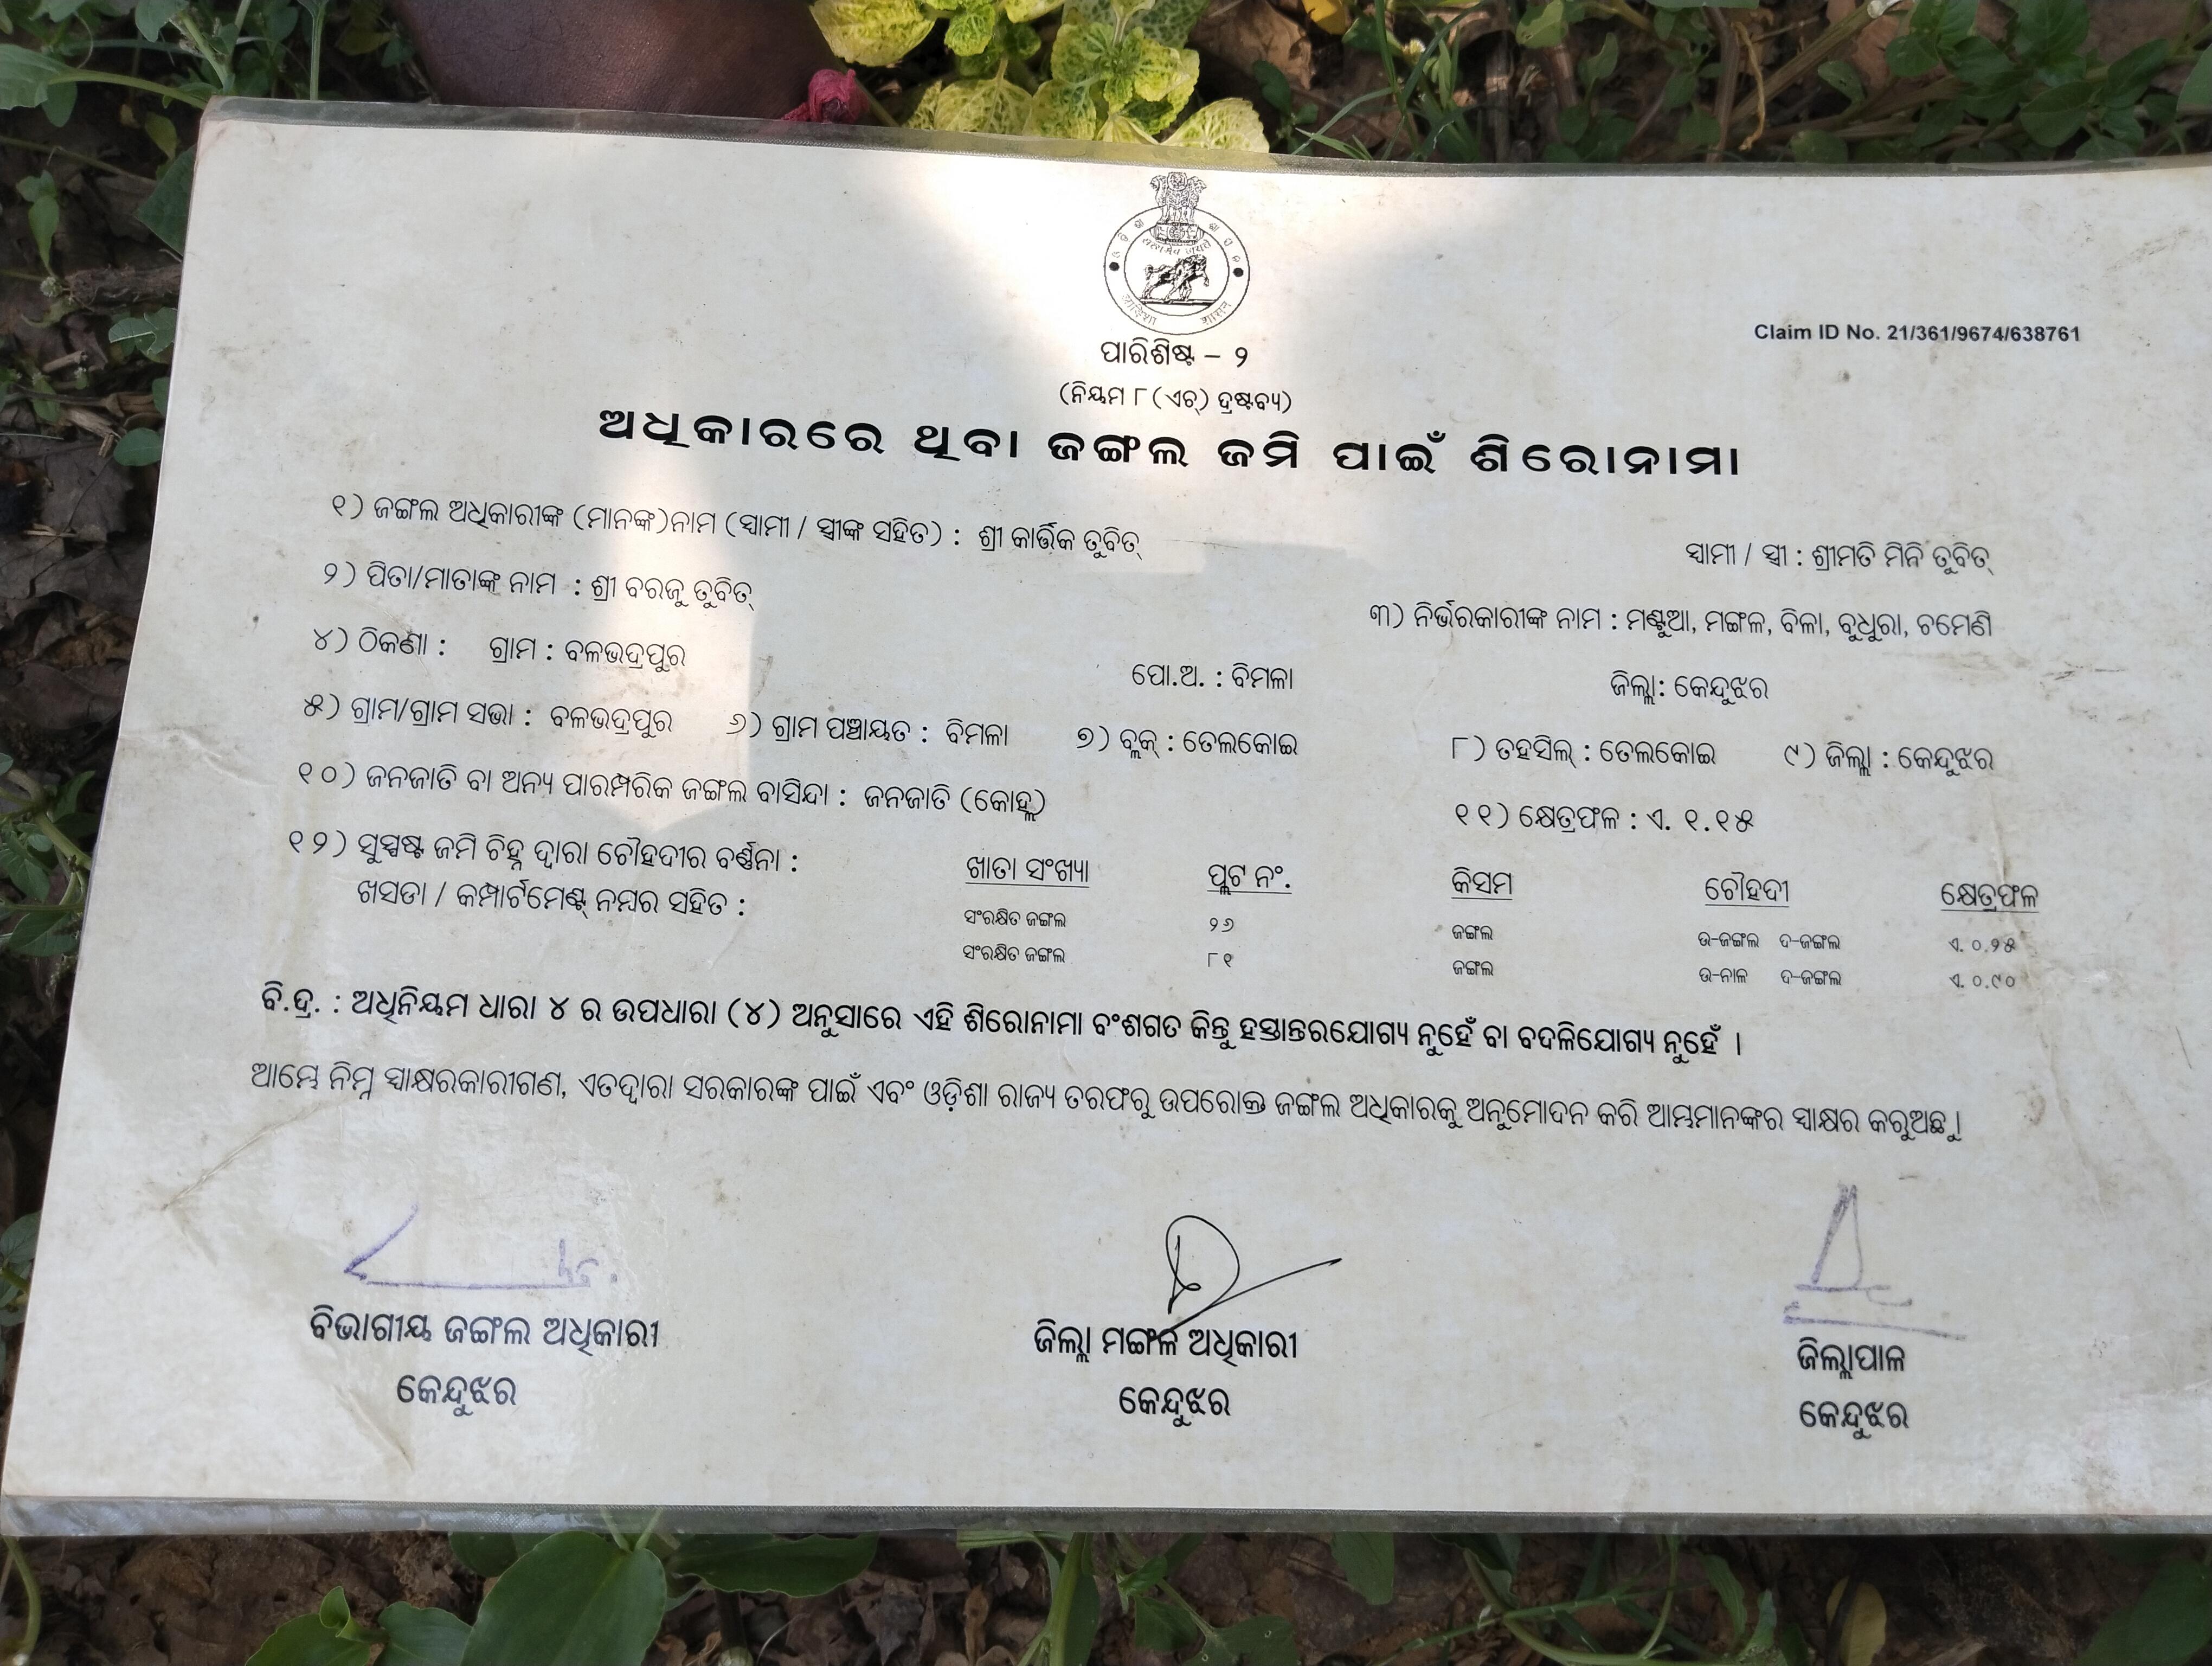 सत्यमेव जयते
Claim ID No. 21/361/9674/638761
ପାରିଶିଷ୍ଟ – ୨
(ନିୟମ ୮(ଏଚ୍) ଦ୍ରଷ୍ଟବ୍ୟ)
ଅଧିକାରରେ ଥିବା ଜଙ୍ଗଲ ଜମି ପାଇଁ ଶିରୋନାମା
୧) ଜଙ୍ଗଲ ଅଧିକାରୀଙ୍କ (ମାନଙ୍କ)ନାମ (ସ୍ୱାମୀ / ସ୍ତ୍ରୀଙ୍କ ସହିତ) : ଶ୍ରୀ କାର୍ତ୍ତିକ ତୁବିତ୍ ସ୍ୱାମୀ / ସ୍ତ୍ରୀ : ଶ୍ରୀମତି ମିନି ତୁବିତ୍
୨) ପିତା/ମାତାଙ୍କ ନାମ : ଶ୍ରୀ ବରଜୁ ତୁବିତ୍ ୩) ନିର୍ଭରକାରୀଙ୍କ ନାମ : ମଣ୍ଟୁଆ, ମଙ୍ଗଳ, ବିଳା, ବୁଧୁରା, ଚମେଣି
୪) ଠିକଣା : ଗ୍ରାମ : ବଳଭଦ୍ରପୁର ପୋ.ଅ. : ବିମଳା ଜିଲ୍ଲା: କେନ୍ଦୁଝର
୫) ଗ୍ରାମ/ଗ୍ରାମ ସଭା : ବଳଭଦ୍ରପୁର ୬) ଗ୍ରାମ ପଞ୍ଚାୟତ : ବିମଳା ୭) ବ୍ଲକ୍ : ତେଲକୋଇ ୮) ତହସିଲ୍ : ତେଲକୋଇ ୯) ଜିଲ୍ଲା : କେନ୍ଦୁଝର
୧୦) ଜନଜାତି ବା ଅନ୍ୟ ପାରମ୍ପରିକ ଜଙ୍ଗଲ ବାସିନ୍ଦା : ଜନଜାତି (କୋହ୍ଲ) ୧୧) କ୍ଷେତ୍ରଫଳ : ଏ. ୧.୧୫
୧୨) ସୁସ୍ପଷ୍ଟ ଜମି ଚିହ୍ନ ଦ୍ୱାରା ଚୌହଦୀର ବର୍ଣ୍ଣନା : ଖାତା ସଂଖ୍ୟା ପ୍ଲଟ ନଂ. କିସମ ଚୌହଦୀ କ୍ଷେତ୍ରଫଳ
ଖସଡା / କମ୍ପାର୍ଟମେଣ୍ଟ୍ ନମ୍ବର ସହିତ : ସଂରକ୍ଷିତ ଜଙ୍ଗଲ ୨୬ ଜଙ୍ଗଲ ଉ-ଜଙ୍ଗଲ ଦ-ଜଙ୍ଗଲ ଏ. ୦.୨୫
ସଂରକ୍ଷିତ ଜଙ୍ଗଲ ୮୧ ଜଙ୍ଗଲ ଉ-ନାଳ ଦ-ଜଙ୍ଗଲ ଏ. ୦.୯୦
ବି.ଦ୍ର. : ଅଧିନିୟମ ଧାରା ୪ ର ଉପଧାରା (୪) ଅନୁସାରେ ଏହି ଶିରୋନାମା ବଂଶଗତ କିନ୍ତୁ ହସ୍ତାନ୍ତରଯୋଗ୍ୟ ନୁହେଁ ବା ବଦଳିଯୋଗ୍ୟ ନୁହେଁ ।
ଆମ୍ଭେ ନିମ୍ନ ସ୍ୱାକ୍ଷରକାରୀଗଣ, ଏତଦ୍ୱାରା ସରକାରଙ୍କ ପାଇଁ ଏବଂ ଓଡ଼ିଶା ରାଜ୍ୟ ତରଫରୁ ଉପରୋକ୍ତ ଜଙ୍ଗଲ ଅଧିକାରକୁ ଅନୁମୋଦନ କରି ଆମ୍ଭମାନଙ୍କର ସ୍ୱାକ୍ଷର କରୁଅଛୁ।
ବିଭାଗୀୟ ଜଙ୍ଗଲ ଅଧିକାରୀ ଜିଲ୍ଲା ମଙ୍ଗଳ ଅଧିକାରୀ ଜିଲ୍ଲାପାଳ
କେନ୍ଦୁଝର କେନ୍ଦୁଝର କେନ୍ଦୁଝର